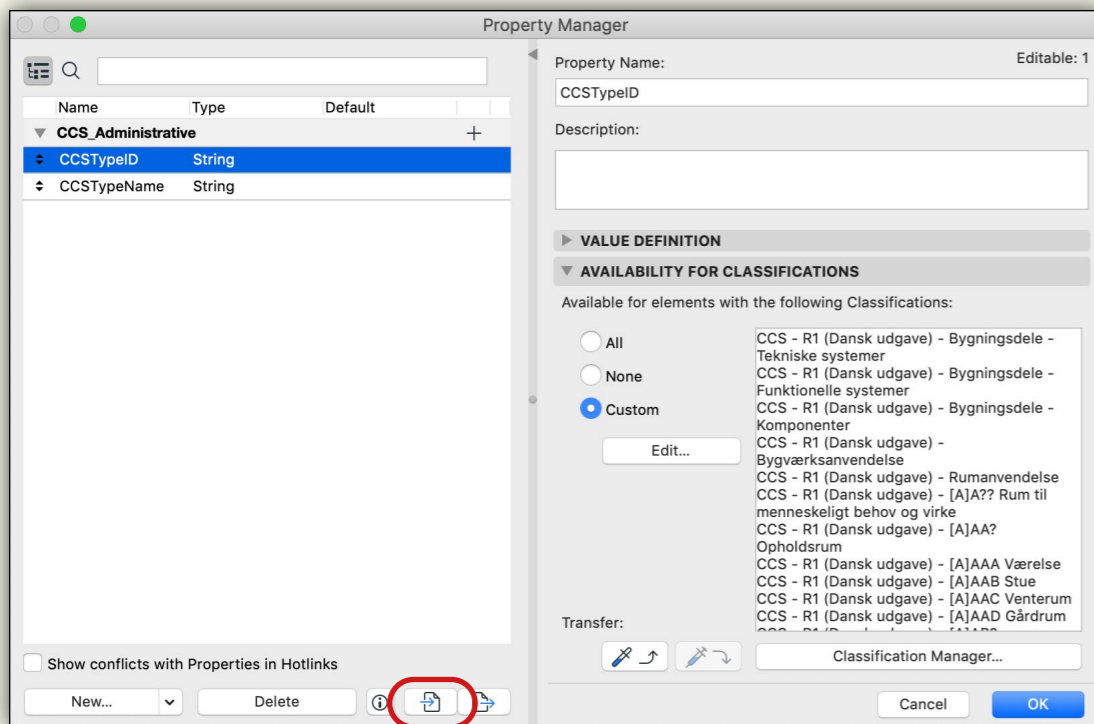 Property Manager
Name Type Default
CCS_Administrative
CCSTypeID String
CCSTypeName String
Show conflicts with Properties in Hotlinks
New... Delete
Editable: 1
Property Name:
CCSTypeID
Description:
VALUE DEFINITION
AVAILABILITY FOR CLASSIFICATIONS
Available for elements with the following Classifications:
All
None
Custom
Edit...
CCS - R1 (Dansk udgave) - Bygningsdele -
Tekniske systemer
CCS - R1 (Dansk udgave) - Bygningsdele -
Funktionelle systemer
CCS - R1 (Dansk udgave) - Bygningsdele -
Komponenter
CCS - R1 (Dansk udgave) -
Bygværksanvendelse
CCS - R1 (Dansk udgave) - Rumanvendelse
CCS - R1 (Dansk udgave) - [A]A?? Rum til
menneskeligt behov og virke
CCS - R1 (Dansk udgave) - [A]AA?
Opholdsrum
CCS - R1 (Dansk udgave) - [A]AAA Værelse
CCS - R1 (Dansk udgave) - [A]AAB Stue
CCS - R1 (Dansk udgave) - [A]AAC Venterum
CCS - R1 (Dansk udgave) - [A]AAD Gårdrum
Transfer:
Classification Manager...
Cancel OK